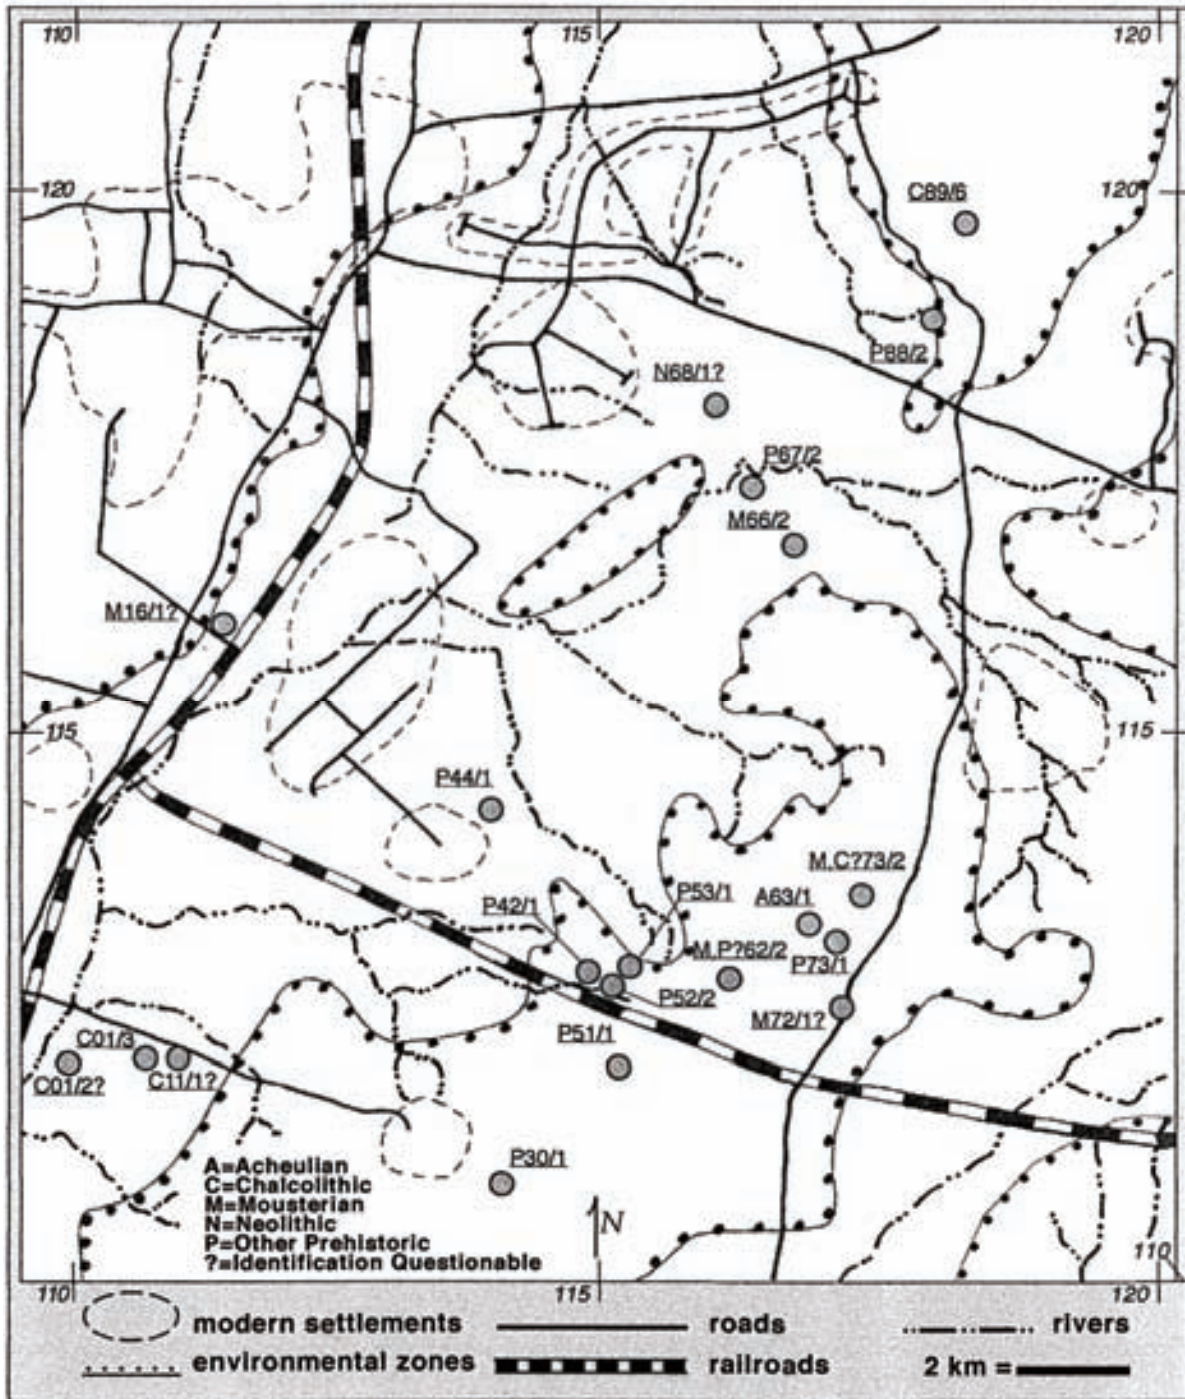 110 115 120
120 120
C89/6
P88/2
N68/1?
P67/2
M66/2
M16/1?
115 115
P44/1
M.C?73/2
P53/1
A63/1
P42/1
M.P?62/2
P73/1
P52/2
M72/1?
P51/1
C01/3
C01/2?
C11/1?
P30/1
A=Acheulian
C=Chalcolithic
M=Mousterian
N=Neolithic
P=Other Prehistoric
?=Identification Questionable
N
110
110 115 120
modern settlements roads rivers
environmental zones railroads 2 km =